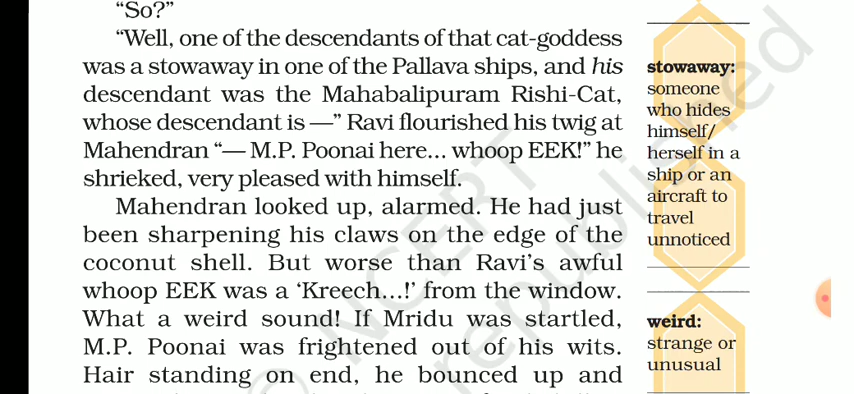 “So?”
“Well, one of the descendants of that cat-goddess
was a stowaway in one of the Pallava ships, and his
descendant was the Mahabalipuram Rishi-Cat,
whose descendant is —” Ravi flourished his twig at
Mahendran “— M.P. Poonai here... whoop EEK!” he
shrieked, very pleased with himself.
Mahendran looked up, alarmed. He had just
been sharpening his claws on the edge of the
coconut shell. But worse than Ravi’s awful
whoop EEK was a ‘Kreech...!’ from the window.
What a weird sound! If Mridu was startled,
M.P. Poonai was frightened out of his wits.
Hair standing on end, he bounced up and
stowaway:
someone
who hides
himself/
herself in a
ship or an
aircraft to
travel
unnoticed
weird:
strange or
unusual
© NCERT
republished